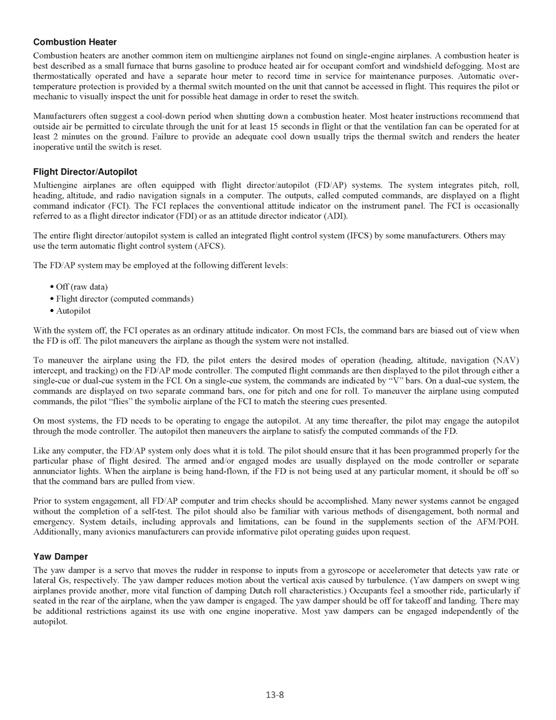 Combustion Heater
Combustion heaters are another common item on multiengine airplanes not found on single-engine airplanes. A combustion heater is
best described as a small furnace that burns gasoline to produce heated air for occupant comfort and windshield defogging. Most are
thermostatically operated and have a separate hour meter to record time in service for maintenance purposes. Automatic over-
temperature protection is provided by a thermal switch mounted on the unit that cannot be accessed in flight. This requires the pilot or
mechanic to visually inspect the unit for possible heat damage in order to reset the switch.
Manufacturers often suggest a cool-down period when shutting down a combustion heater. Most heater instructions recommend that
outside air be permitted to circulate through the unit for at least 15 seconds in flight or that the ventilation fan can be operated for at
least 2 minutes on the ground. Failure to provide an adequate cool down usually trips the thermal switch and renders the heater
inoperative until the switch is reset.
Flight Director/Autopilot
Multiengine airplanes are often equipped with flight director/autopilot (FD/AP) systems. The system integrates pitch, roll,
heading, altitude, and radio navigation signals in a computer. The outputs, called computed commands, are displayed on a flight
command indicator (FCI). The FCI replaces the conventional attitude indicator on the instrument panel. The FCI is occasionally
referred to as a flight director indicator (FDI) or as an attitude director indicator (ADI).
The entire flight director/autopilot system is called an integrated flight control system (IFCS) by some manufacturers. Others may
use the term automatic flight control system (AFCS).
The FD/AP system may be employed at the following different levels:
• Off (raw data)
• Flight director (computed commands)
• Autopilot
With the system off, the FCI operates as an ordinary attitude indicator. On most FCIs, the command bars are biased out of view when
the FD is off. The pilot maneuvers the airplane as though the system were not installed.
To maneuver the airplane using the FD, the pilot enters the desired modes of operation (heading, altitude, navigation (NAV)
intercept, and tracking) on the FD/AP mode controller. The computed flight commands are then displayed to the pilot through either a
single-cue or dual-cue system in the FCI. On a single-cue system, the commands are indicated by “V” bars. On a dual-cue system, the
commands are displayed on two separate command bars, one for pitch and one for roll. To maneuver the airplane using computed
commands, the pilot “flies” the symbolic airplane of the FCI to match the steering cues presented.
On most systems, the FD needs to be operating to engage the autopilot. At any time thereafter, the pilot may engage the autopilot
through the mode controller. The autopilot then maneuvers the airplane to satisfy the computed commands of the FD.
Like any computer, the FD/AP system only does what it is told. The pilot should ensure that it has been programmed properly for the
particular phase of flight desired. The armed and/or engaged modes are usually displayed on the mode controller or separate
annunciator lights. When the airplane is being hand-flown, if the FD is not being used at any particular moment, it should be off so
that the command bars are pulled from view.
Prior to system engagement, all FD/AP computer and trim checks should be accomplished. Many newer systems cannot be engaged
without the completion of a self-test. The pilot should also be familiar with various methods of disengagement, both normal and
emergency. System details, including approvals and limitations, can be found in the supplements section of the AFM/POH.
Additionally, many avionics manufacturers can provide informative pilot operating guides upon request.
Yaw Damper
The yaw damper is a servo that moves the rudder in response to inputs from a gyroscope or accelerometer that detects yaw rate or
lateral Gs, respectively. The yaw damper reduces motion about the vertical axis caused by turbulence. (Yaw dampers on swept wing
airplanes provide another, more vital function of damping Dutch roll characteristics.) Occupants feel a smoother ride, particularly if
seated in the rear of the airplane, when the yaw damper is engaged. The yaw damper should be off for takeoff and landing. There may
be additional restrictions against its use with one engine inoperative. Most yaw dampers can be engaged independently of the
autopilot.
13-8